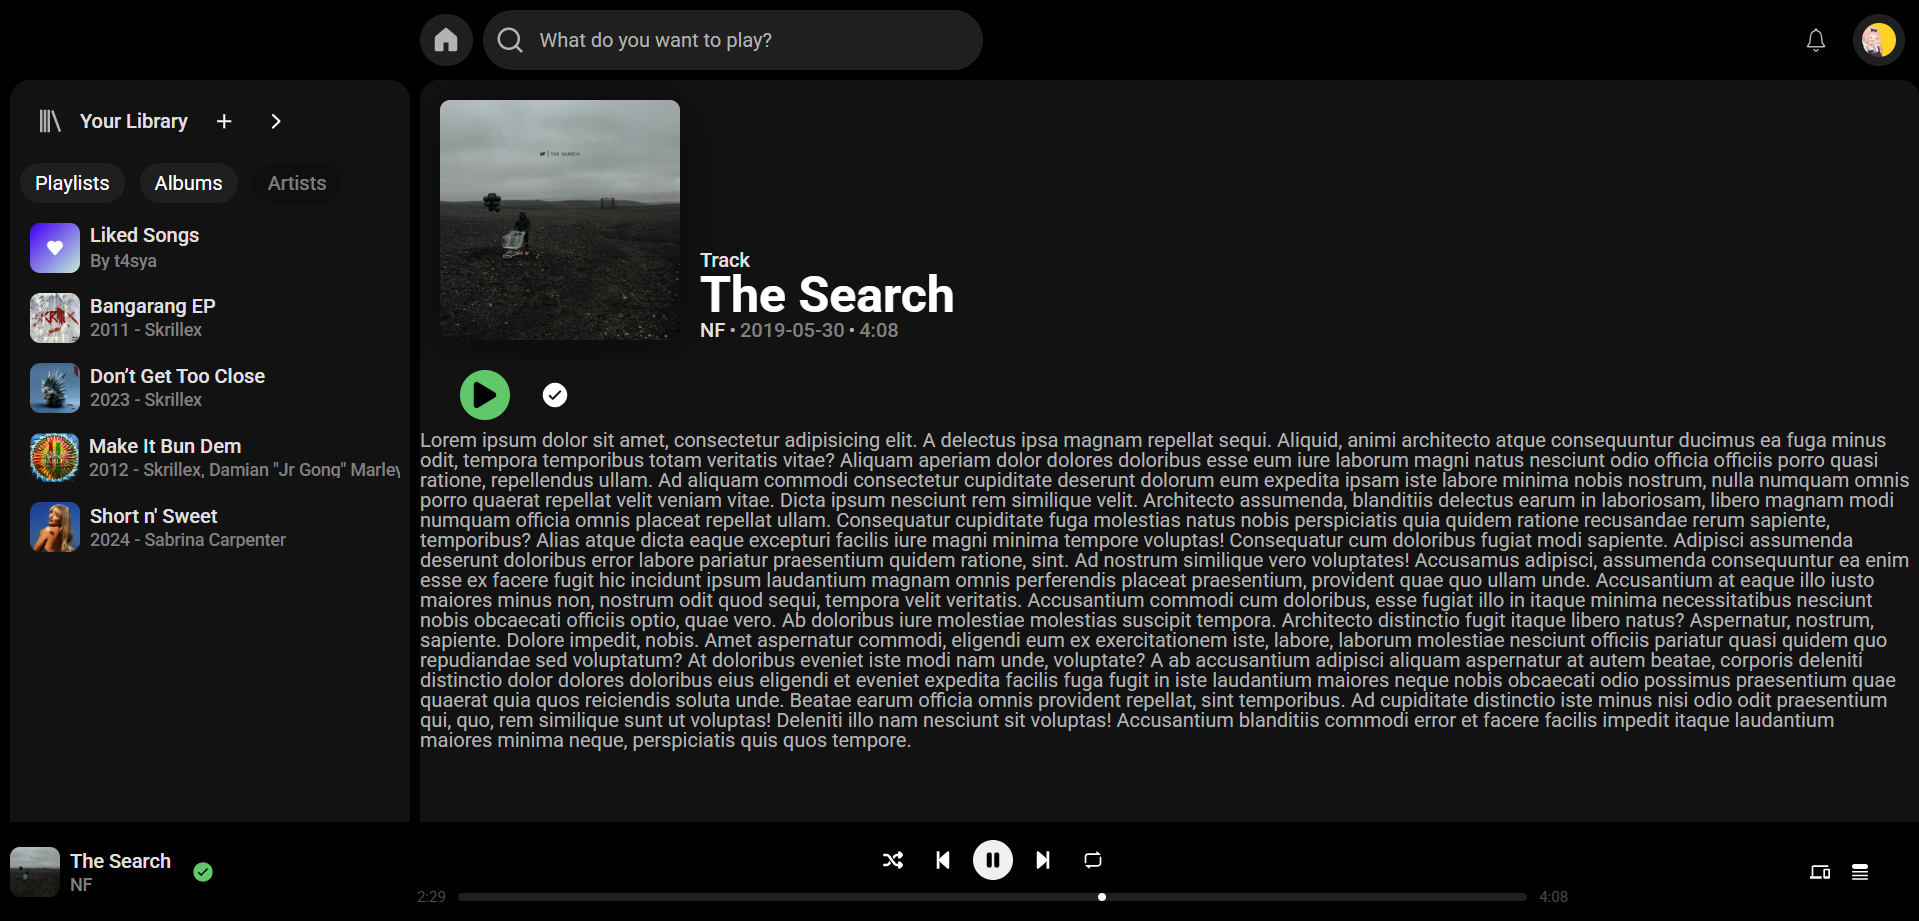 What do you want to play?
Your Library
Playlists
Albums
Artists
Liked Songs
By t4sya
Bangarang EP
2011 - Skrillex
Don’t Get Too Close
2023 - Skrillex
Make It Bun Dem
2012 - Skrillex, Damian "Jr Gong" Marley
Short n' Sweet
2024 - Sabrina Carpenter
NF | THE SEARCH
Track
The Search
NF • 2019-05-30 • 4:08
Lorem ipsum dolor sit amet, consectetur adipisicing elit. A delectus ipsa magnam repellat sequi. Aliquid, animi architecto atque consequuntur ducimus ea fuga minus
odit, tempora temporibus totam veritatis vitae? Aliquam aperiam dolor dolores doloribus esse eum iure laborum magni natus nesciunt odio officia officiis porro quasi
ratione, repellendus ullam. Ad aliquam commodi consectetur cupiditate deserunt dolorum eum expedita ipsam iste labore minima nobis nostrum, nulla numquam omnis
porro quaerat repellat velit veniam vitae. Dicta ipsum nesciunt rem similique velit. Architecto assumenda, blanditiis delectus earum in laboriosam, libero magnam modi
numquam officia omnis placeat repellat ullam. Consequatur cupiditate fuga molestias natus nobis perspiciatis quia quidem ratione recusandae rerum sapiente,
temporibus? Alias atque dicta eaque excepturi facilis iure magni minima tempore voluptas! Consequatur cum doloribus fugiat modi sapiente. Adipisci assumenda
deserunt doloribus error labore pariatur praesentium quidem ratione, sint. Ad nostrum similique vero voluptates! Accusamus adipisci, assumenda consequuntur ea enim
esse ex facere fugit hic incidunt ipsum laudantium magnam omnis perferendis placeat praesentium, provident quae quo ullam unde. Accusantium at eaque illo iusto
maiores minus non, nostrum odit quod sequi, tempora velit veritatis. Accusantium commodi cum doloribus, esse fugiat illo in itaque minima necessitatibus nesciunt
nobis obcaecati officiis optio, quae vero. Ab doloribus iure molestiae molestias suscipit tempora. Architecto distinctio fugit itaque libero natus? Aspernatur, nostrum,
sapiente. Dolore impedit, nobis. Amet aspernatur commodi, eligendi eum ex exercitationem iste, labore, laborum molestiae nesciunt officiis pariatur quasi quidem quo
repudiandae sed voluptatum? At doloribus eveniet iste modi nam unde, voluptate? A ab accusantium adipisci aliquam aspernatur at autem beatae, corporis deleniti
distinctio dolor dolores doloribus eius eligendi et eveniet expedita facilis fuga fugit in iste laudantium maiores neque nobis obcaecati odio possimus praesentium quae
quaerat quia quos reiciendis soluta unde. Beatae earum officia omnis provident repellat, sint temporibus. Ad cupiditate distinctio iste minus nisi odio odit praesentium
qui, quo, rem similique sunt ut voluptas! Deleniti illo nam nesciunt sit voluptas! Accusantium blanditiis commodi error et facere facilis impedit itaque laudantium
maiores minima neque, perspiciatis quis quos tempore.
The Search
NF
2:29
4:08